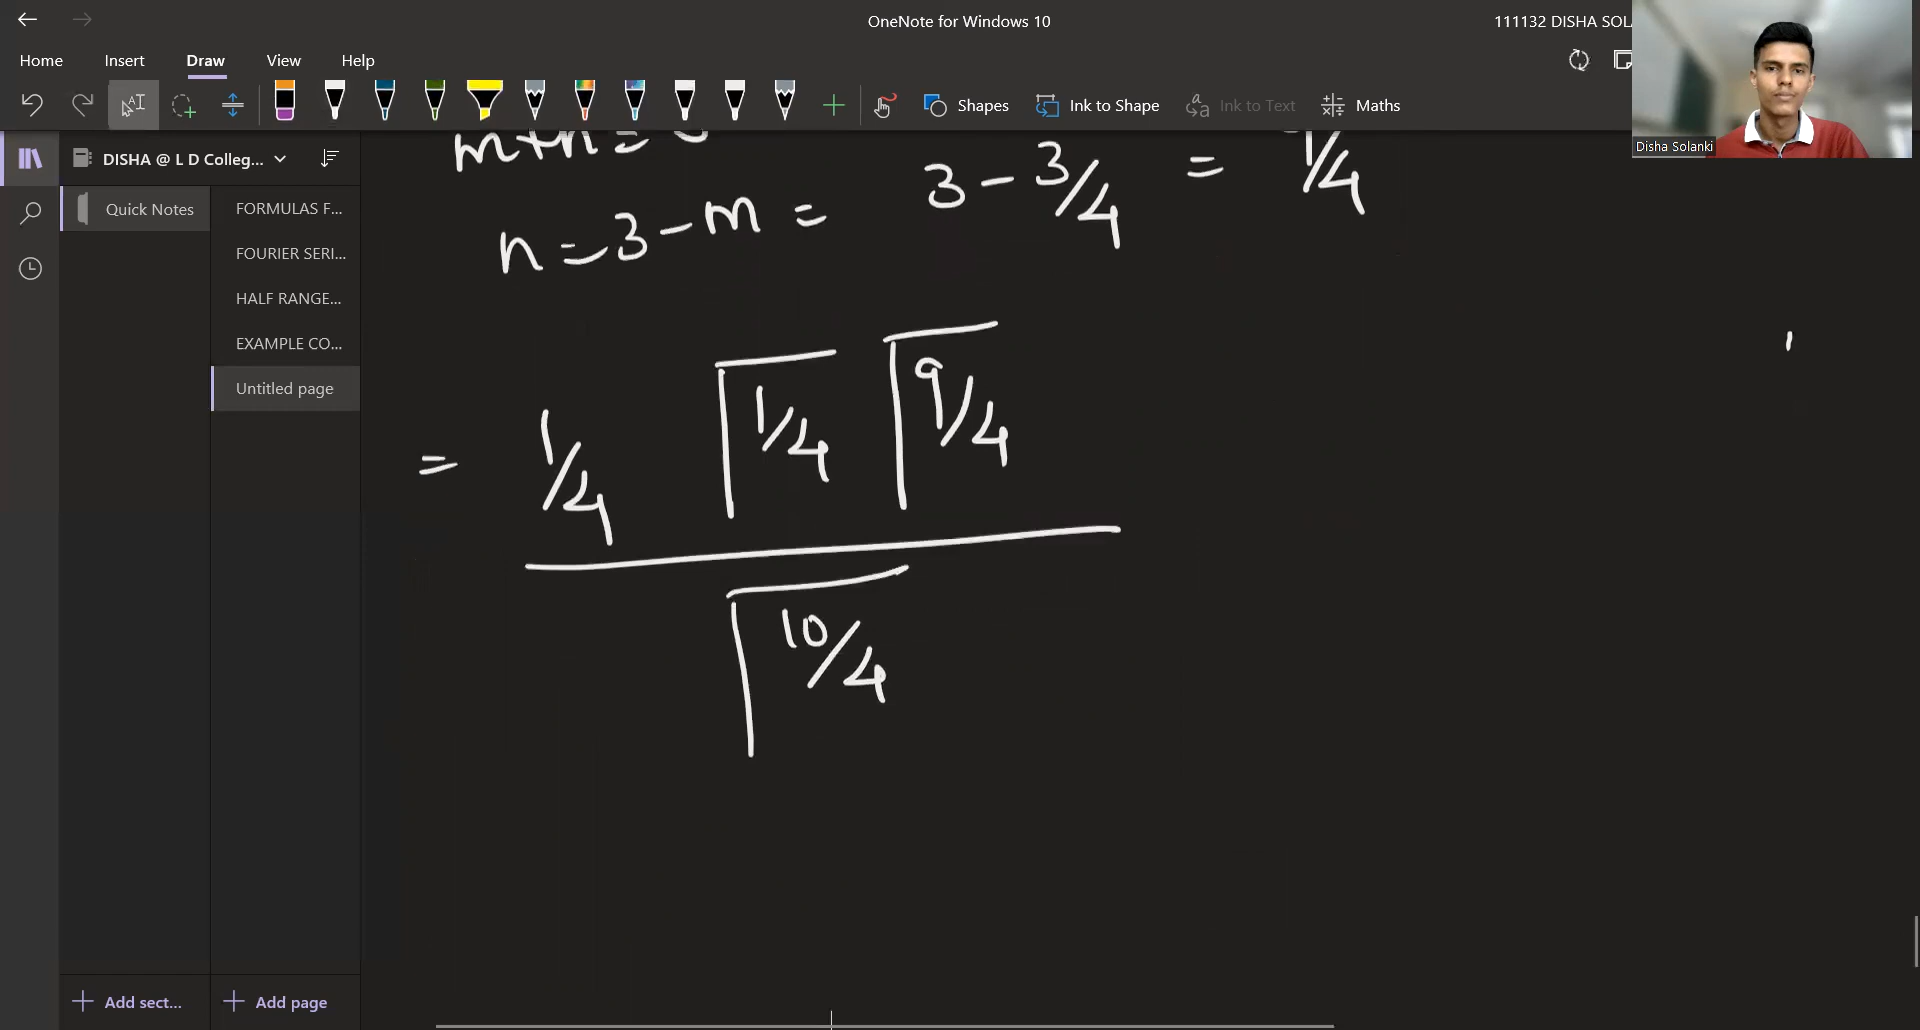 OneNote for Windows 10
111132 DISHA SOLA
Home Insert Draw View Help
Shapes Ink to Shape Ink to Text Maths
Disha Solanki
DISHA @ L D Colleg...
Quick Notes
FORMULAS F...
FOURIER SERI...
HALF RANGE...
EXAMPLE CO...
Untitled page
m+n=
n = 3 - m = 3 - 3/4 = /4
= 1/4 Γ1/4 Γ9/4
Γ10/4
+ Add sect... + Add page